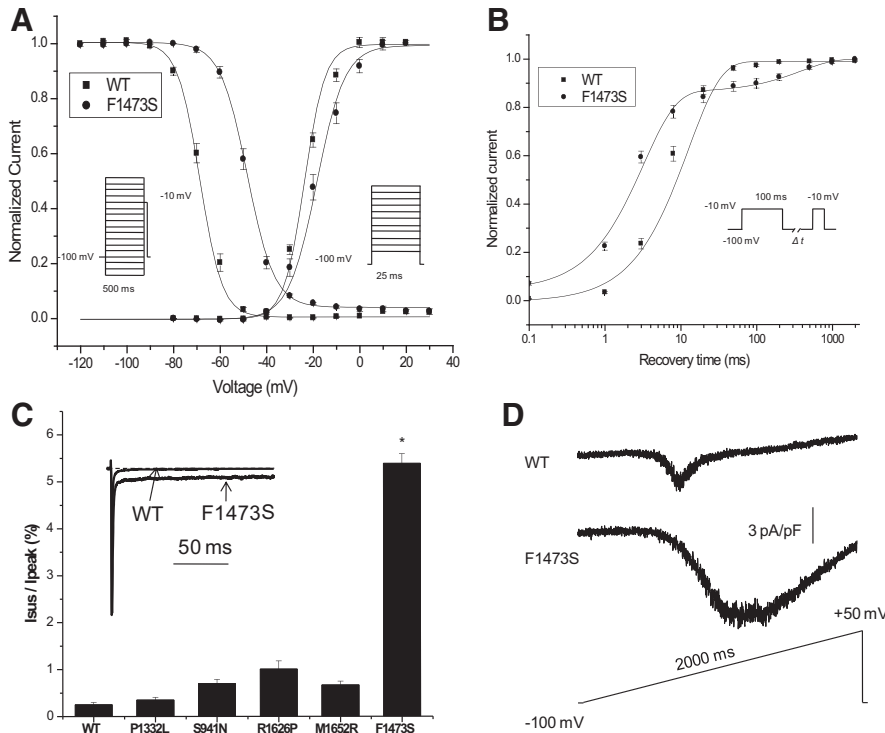 A
Normalized Current
1.0
0.8
0.6
0.4
0.2
0.0
WT
F1473S
-10 mV
-100 mV
500 ms
-100 mV
25 ms
-120 -100 -80 -60 -40 -20 0 20 40
Voltage (mV)
B
Normalized current
1.0
0.8
0.6
0.4
0.2
0.0
WT
F1473S
-10 mV
100 ms
-10 mV
-100 mV
Δ t
0.1 1 10 100 1000
Recovery time (ms)
C
Isus / Ipeak (%)
6
5
4
3
2
1
0
*
WT
F1473S
50 ms
WT P1332L S941N R1626P M1652R F1473S
D
WT
3 pA/pF
F1473S
+50 mV
2000 ms
-100 mV